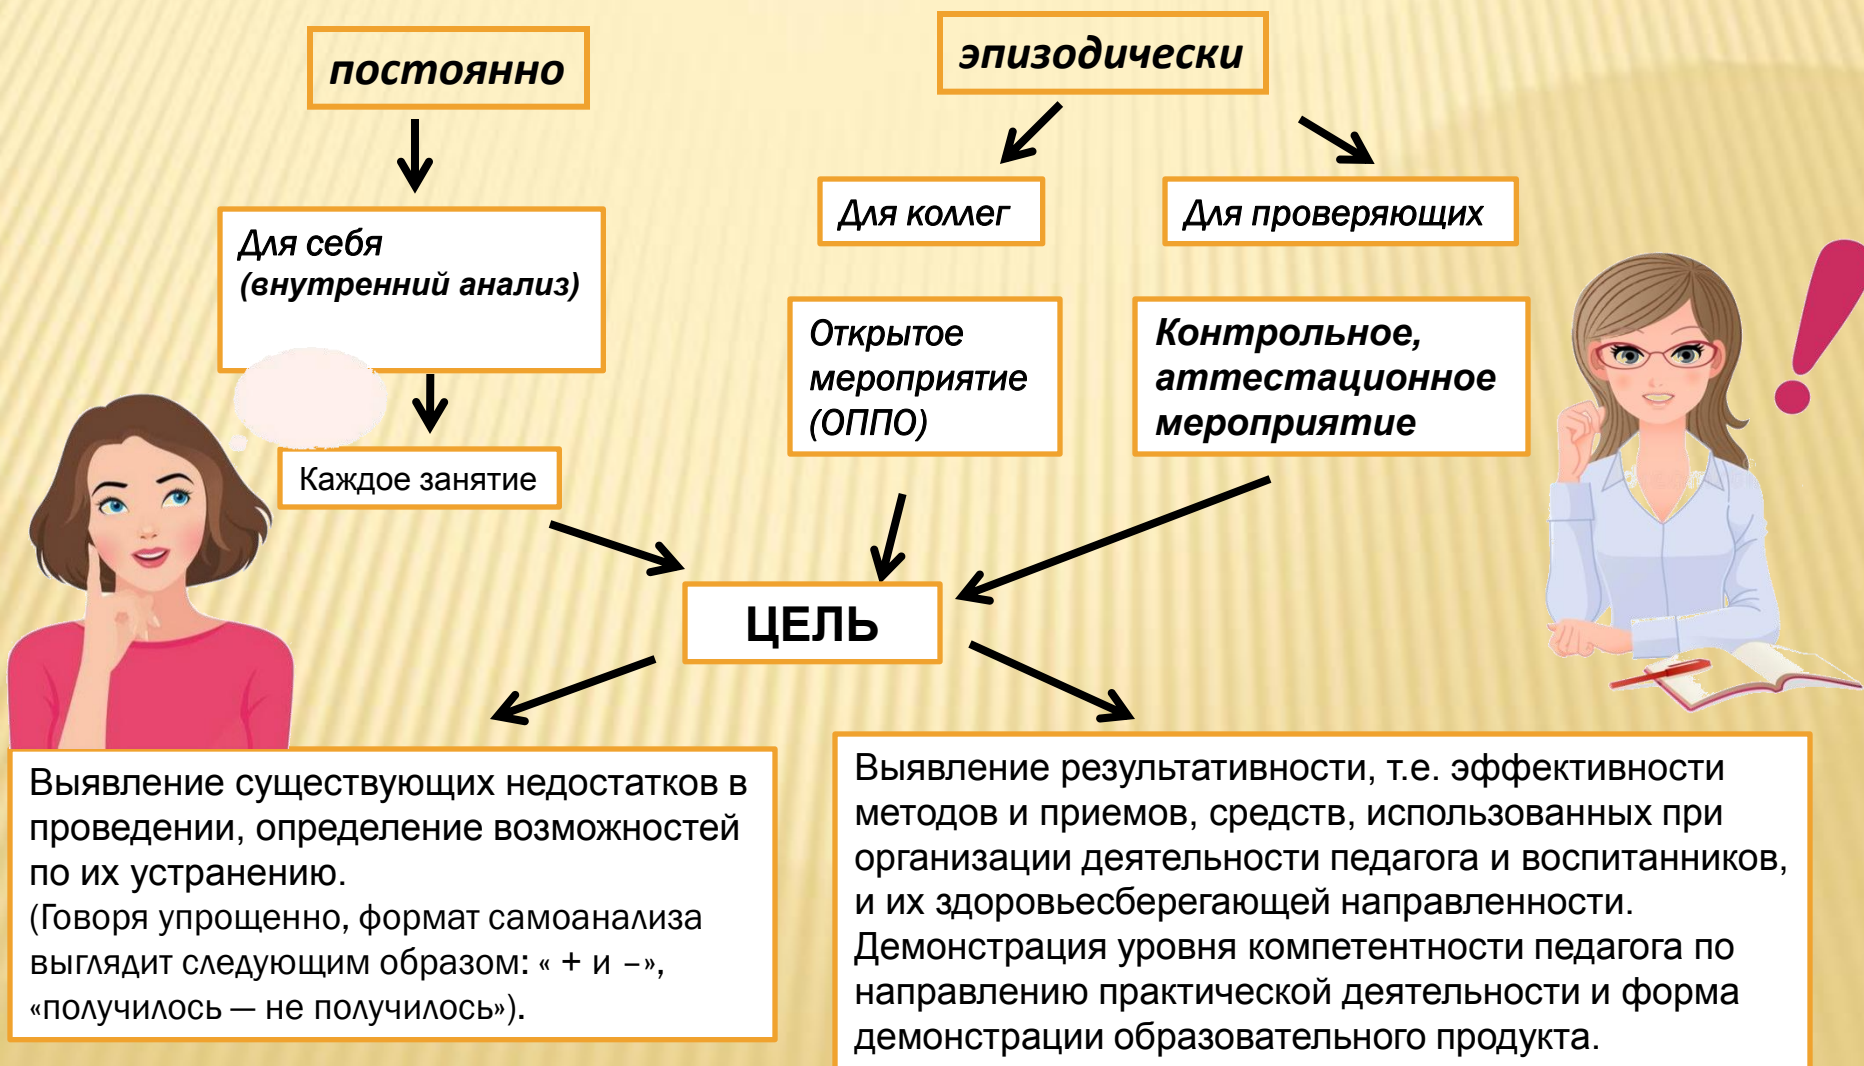 постоянно
эпизодически
Для себя
(внутренний анализ)
Для коллег
Для проверяющих
Открытое
мероприятие
(ОППО)
Контрольное,
аттестационное
мероприятие
Каждое занятие
ЦЕЛЬ
Выявление существующих недостатков в
проведении, определение возможностей
по их устранению.
(Говоря упрощенно, формат самоанализа
выглядит следующим образом: « + и –»,
«получилось — не получилось»).
Выявление результативности, т.е. эффективности
методов и приемов, средств, использованных при
организации деятельности педагога и воспитанников,
и их здоровьесберегающей направленности.
Демонстрация уровня компетентности педагога по
направлению практической деятельности и форма
демонстрации образовательного продукта.